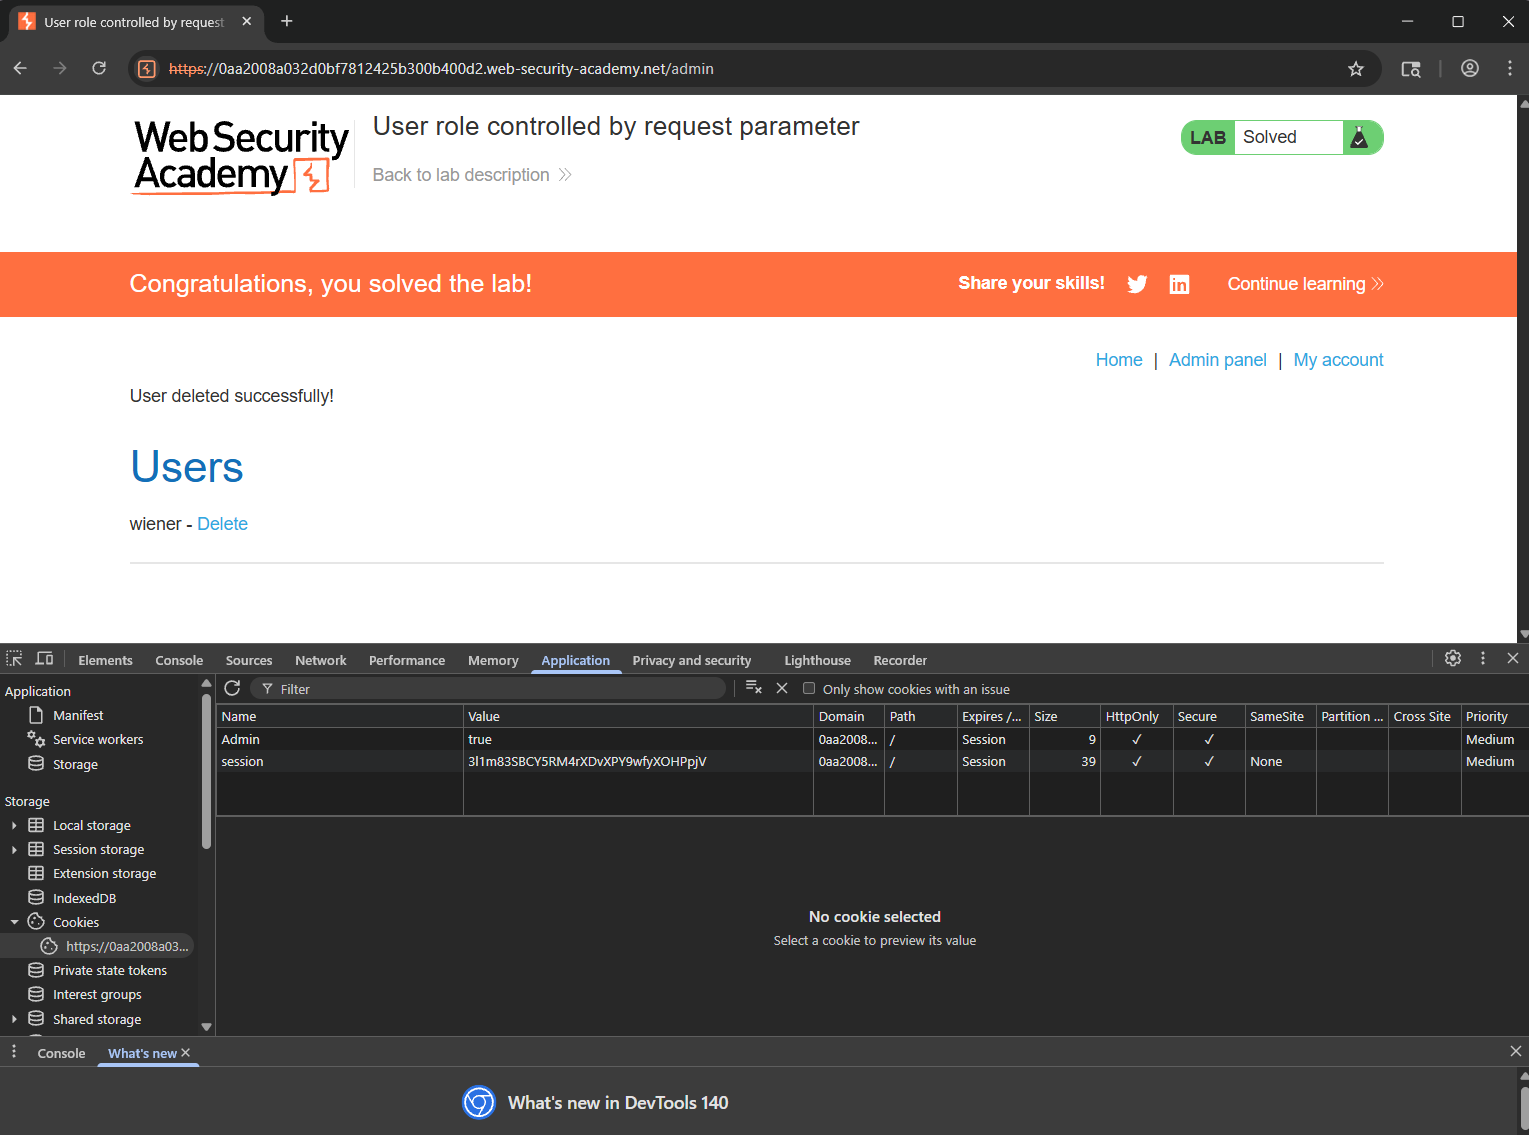 User role controlled by request
https://0aa2008a032d0bf7812425b300b400d2.web-security-academy.net/admin
Web Security
Academy
User role controlled by request parameter
Back to lab description
LAB Solved
Congratulations, you solved the lab!
Share your skills!
Continue learning
Home | Admin panel | My account
User deleted successfully!
Users
wiener - Delete
Elements Console Sources Network Performance Memory Application Privacy and security Lighthouse Recorder
Application
Manifest
Service workers
Storage
Storage
Local storage
Session storage
Extension storage
IndexedDB
Cookies
https://0aa2008a03...
Private state tokens
Interest groups
Shared storage
Filter
Only show cookies with an issue
Name Value Domain Path Expires /... Size HttpOnly Secure SameSite Partition ... Cross Site Priority
Admin true 0aa2008... / Session 9 ✓ ✓ Medium
session 3l1m83SBCY5RM4rXDvXPY9wfyXOHPpjV 0aa2008... / Session 39 ✓ ✓ None Medium
No cookie selected
Select a cookie to preview its value
Console What's new
What's new in DevTools 140